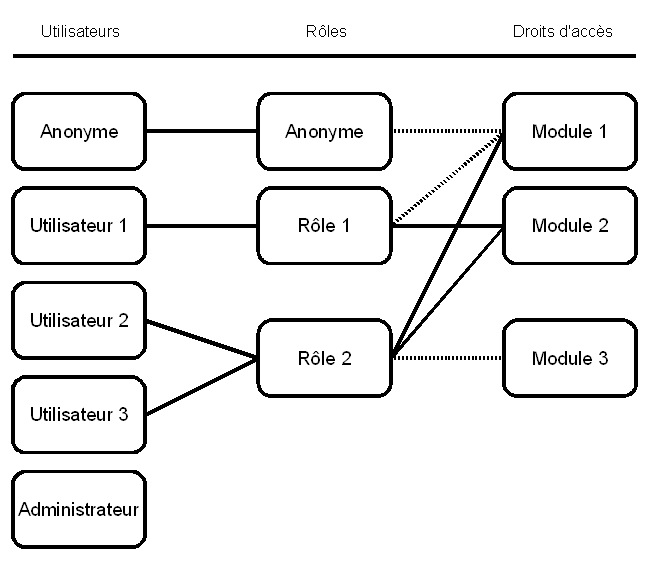 Utilisateurs
Rôles
Droits d'accès
Anonyme
Anonyme
Module 1
Utilisateur 1
Rôle 1
Module 2
Utilisateur 2
Rôle 2
Module 3
Utilisateur 3
Administrateur